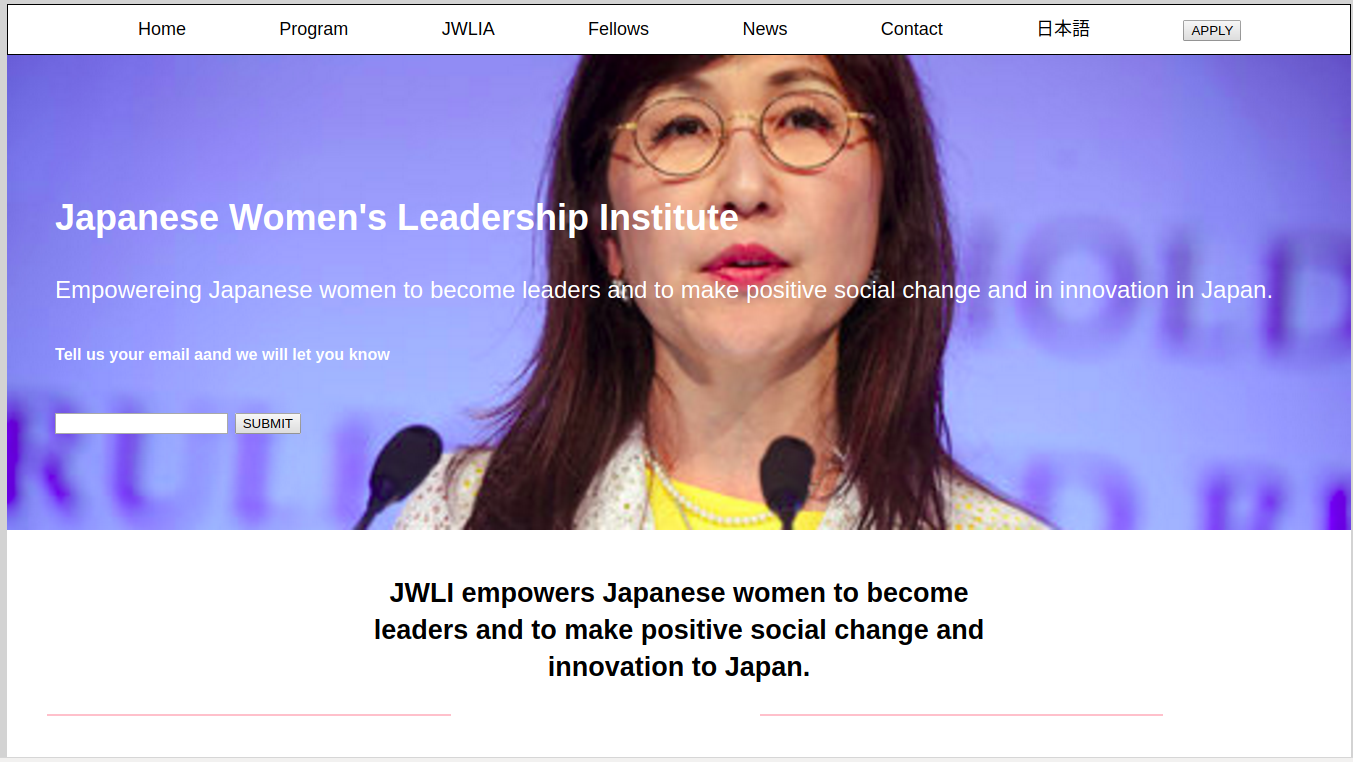 Home Program JWLIA Fellows News Contact 日本語 APPLY
Japanese Women's Leadership Institute
Empowereing Japanese women to become leaders and to make positive social change and in innovation in Japan.
Tell us your email aand we will let you know
SUBMIT
JWLI empowers Japanese women to become
leaders and to make positive social change and
innovation to Japan.